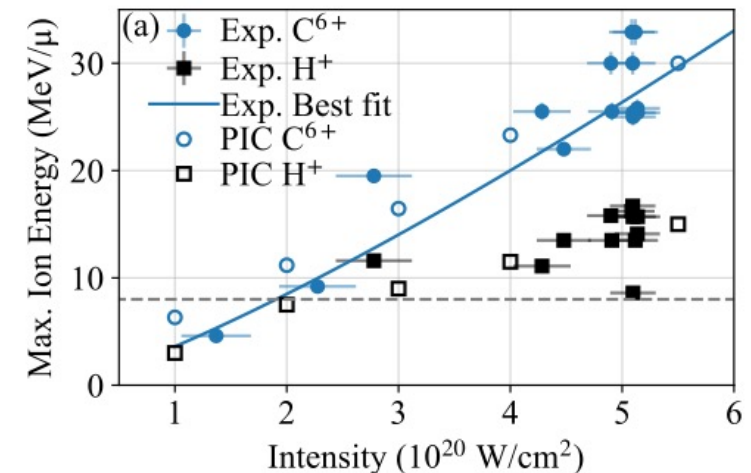 (a)
Exp. C⁶⁺
Exp. H⁺
Exp. Best fit
PIC C⁶⁺
PIC H⁺
Max. Ion Energy (MeV/μ)
30
20
10
0
1 2 3 4 5 6
Intensity (10²⁰ W/cm²)